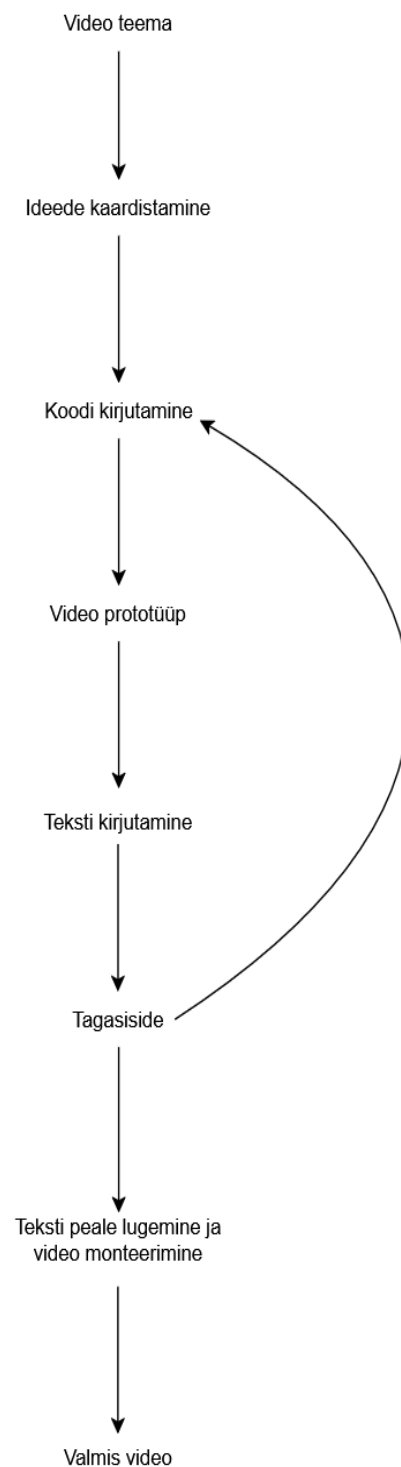 Video teema
Ideede kaardistamine
Koodi kirjutamine
Video prototüüp
Teksti kirjutamine
Tagasiside
Teksti peale lugemine ja
video monteerimine
Valmis video